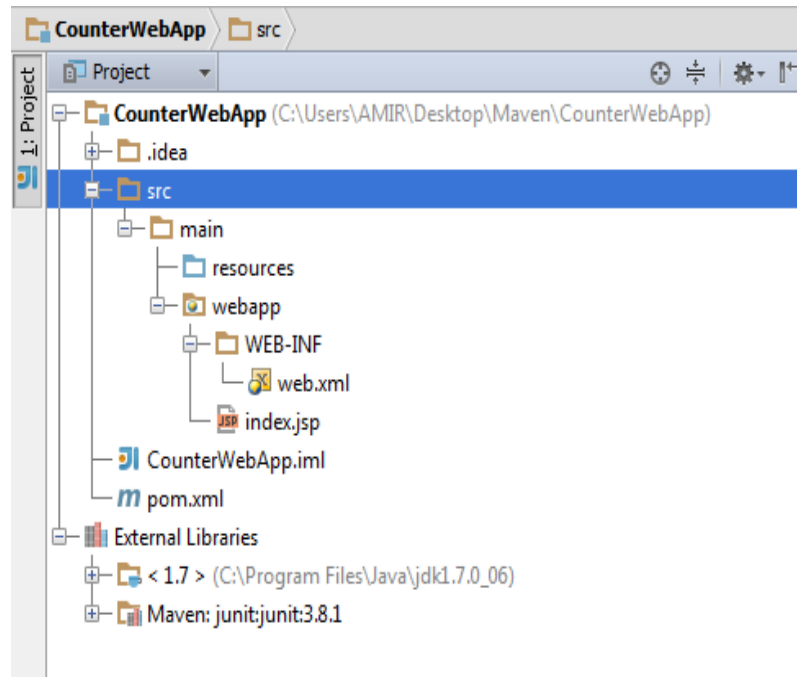 CounterWebApp src
1: Project
Project
CounterWebApp (C:\Users\AMIR\Desktop\Maven\CounterWebApp)
.idea
src
main
resources
webapp
WEB-INF
web.xml
JSP index.jsp
CounterWebApp.iml
m pom.xml
External Libraries
< 1.7 > (C:\Program Files\Java\jdk1.7.0_06)
Maven: junit:junit:3.8.1